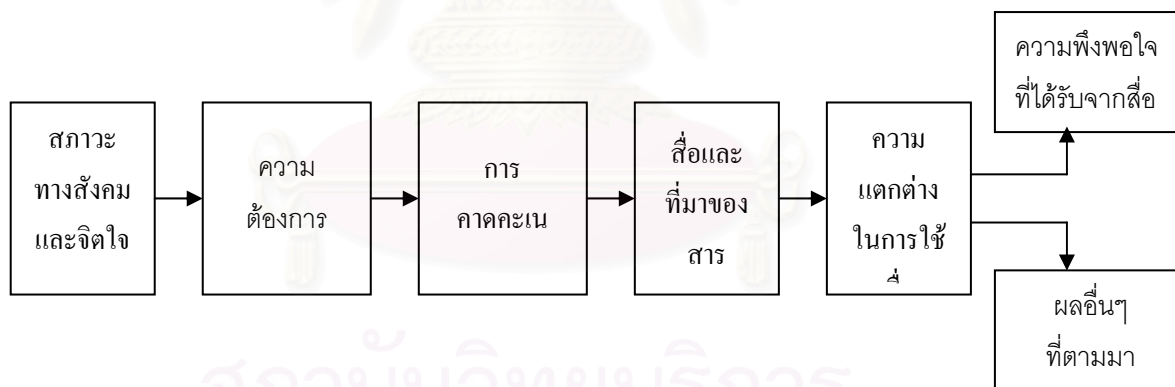 สภาวะ
ทางสังคม
และจิตใจ
ความ
ต้องการ
การ
คาดคะเน
สื่อและ
ที่มาของ
สาร
ความ
แตกต่าง
ในการใช้
ความพึงพอใจ
ที่ได้รับจากสื่อ
ผลอื่นๆ
ที่ตามมา